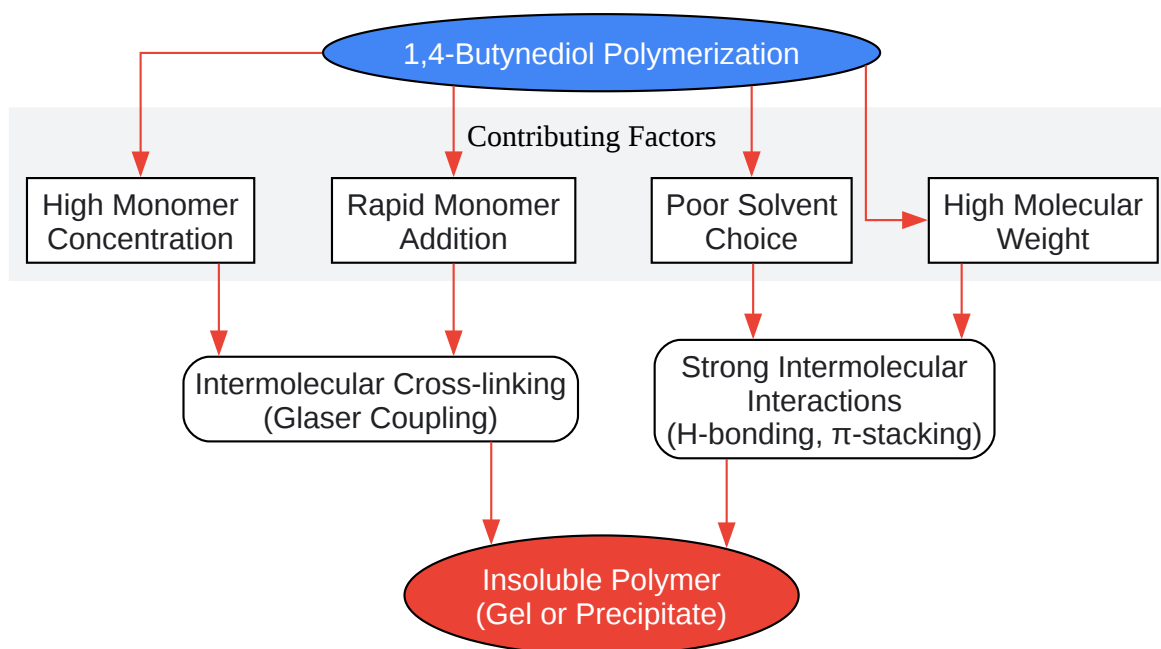 1,4-Butynediol Polymerization
Contributing Factors
High Monomer
Concentration
Rapid Monomer
Addition
Poor Solvent
Choice
High Molecular
Weight
Intermolecular Cross-linking
(Glaser Coupling)
Strong Intermolecular
Interactions
(H-bonding, π-stacking)
Insoluble Polymer
(Gel or Precipitate)